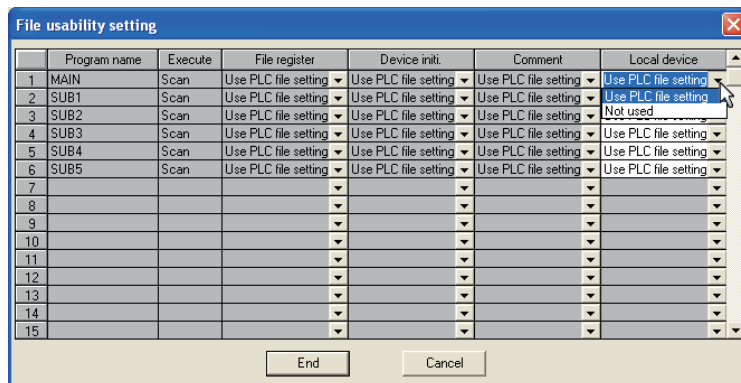 File usability setting
Program name Execute File register Device initi. Comment Local device
1 MAIN Scan Use PLC file setting Use PLC file setting Use PLC file setting Use PLC file setting
2 SUB1 Scan Use PLC file setting Use PLC file setting Use PLC file setting Use PLC file setting
3 SUB2 Scan Use PLC file setting Use PLC file setting Use PLC file setting Not used
4 SUB3 Scan Use PLC file setting Use PLC file setting Use PLC file setting Use PLC file setting
5 SUB4 Scan Use PLC file setting Use PLC file setting Use PLC file setting Use PLC file setting
6 SUB5 Scan Use PLC file setting Use PLC file setting Use PLC file setting Use PLC file setting
7
8
9
10
11
12
13
14
15
End Cancel